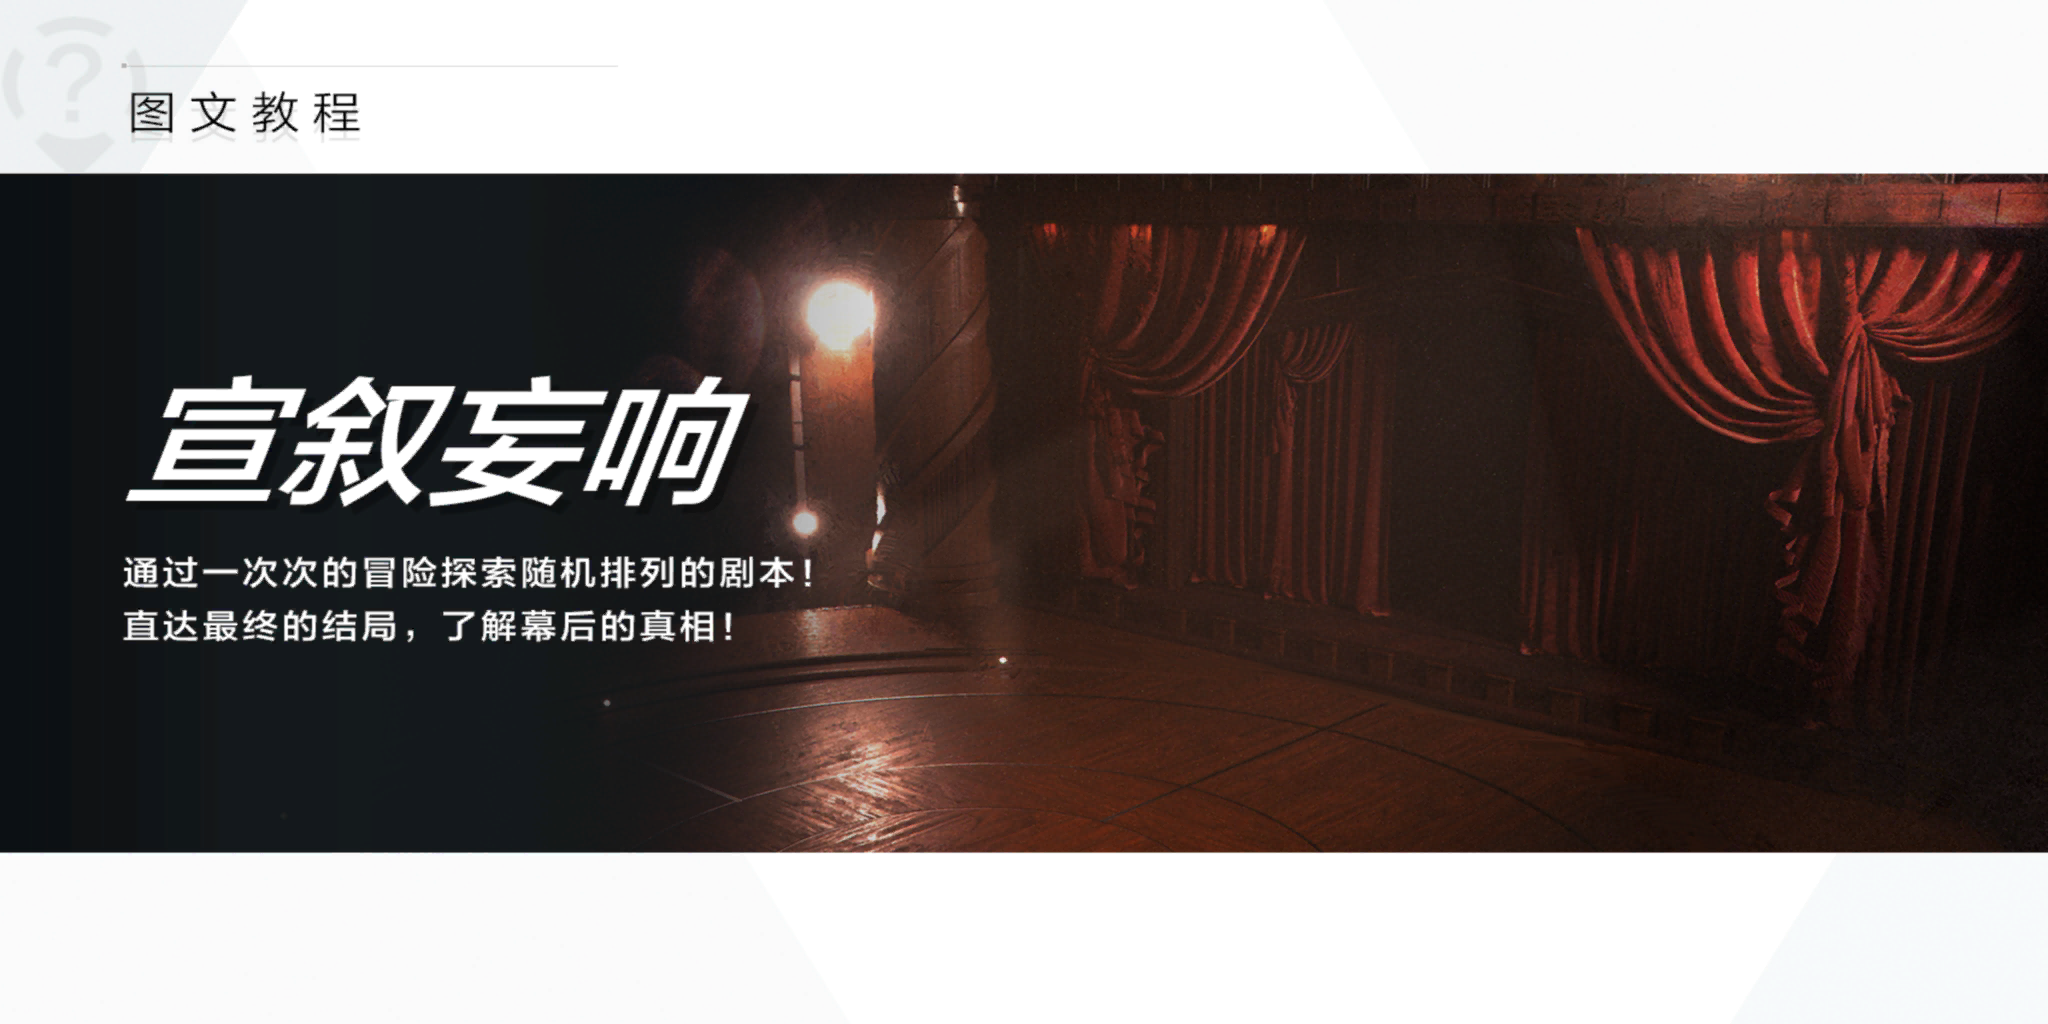 图文教程
宣叙妄响
通过一次次的冒险探索随机排列的剧本！
直达最终的结局，了解幕后的真相！